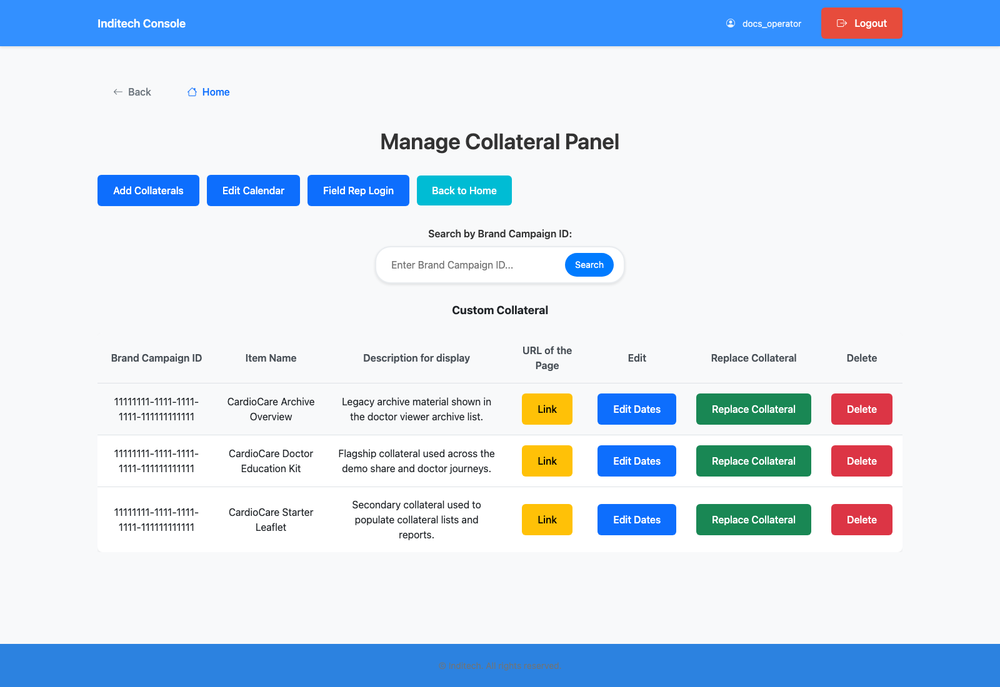 Inditech Console
docs_operator
Logout
Back
Home
Manage Collateral Panel
Add Collaterals
Edit Calendar
Field Rep Login
Back to Home
Search by Brand Campaign ID:
Enter Brand Campaign ID...
Search
Custom Collateral
Brand Campaign ID
Item Name
Description for display
URL of the
Page
Edit
Replace Collateral
Delete
11111111-1111-1111-
1111-111111111111
CardioCare Archive
Overview
Legacy archive material shown in
the doctor viewer archive list.
Link
Edit Dates
Replace Collateral
Delete
11111111-1111-1111-
1111-111111111111
CardioCare Doctor
Education Kit
Flagship collateral used across the
demo share and doctor journeys.
Link
Edit Dates
Replace Collateral
Delete
11111111-1111-1111-
1111-111111111111
CardioCare Starter
Leaflet
Secondary collateral used to
populate collateral lists and
reports.
Link
Edit Dates
Replace Collateral
Delete
© Inditech. All rights reserved.